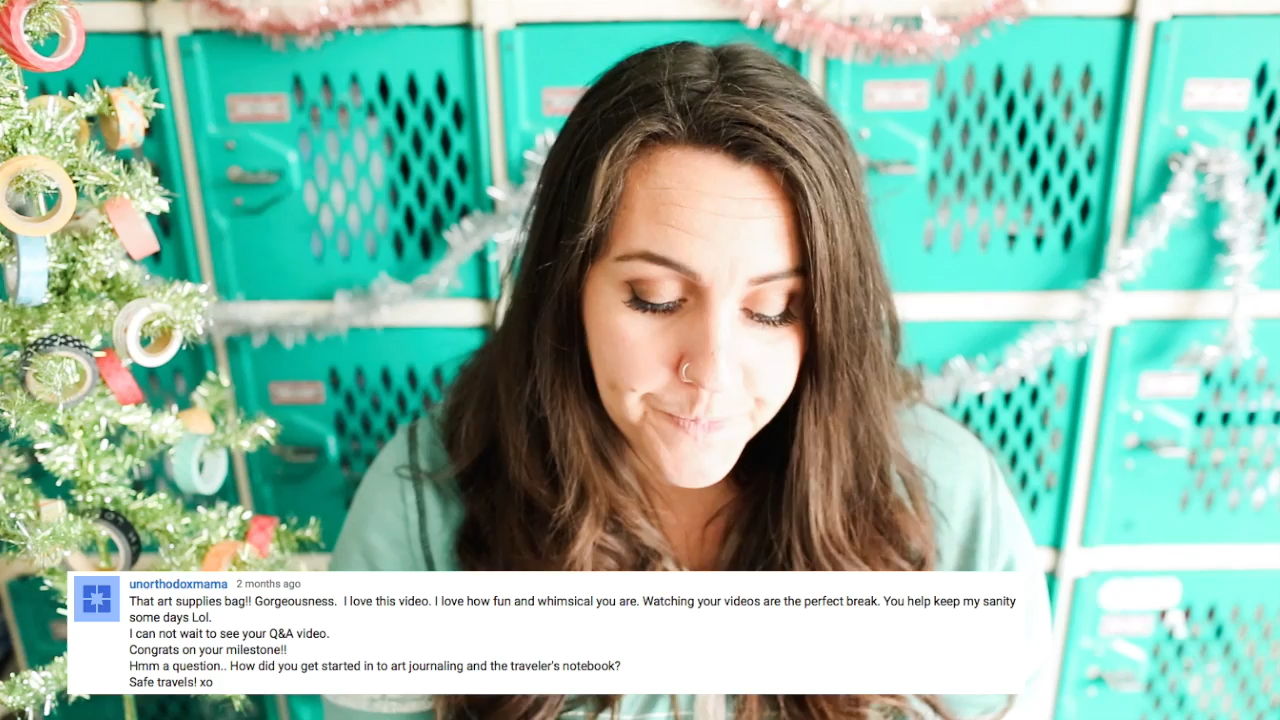 unorthodoxmama 2 months ago
That art supplies bag!! Gorgeousness. I love this video. I love how fun and whimsical you are. Watching your videos are the perfect break. You help keep my sanity
some days Lol.
I can not wait to see your Q&A video.
Congrats on your milestone!!
Hmm a question.. How did you get started in to art journaling and the traveler's notebook?
Safe travels! xo